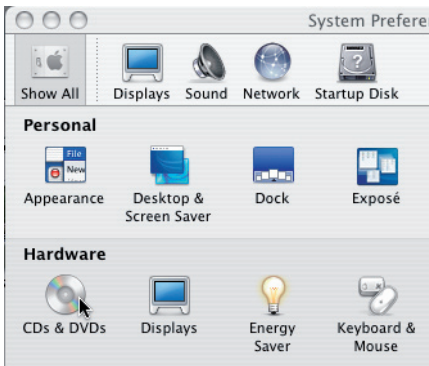 System Prefere
Show All Displays Sound Network Startup Disk
Personal
File
New
Appearance Desktop & Screen Saver Dock Exposé
Hardware
CDs & DVDs Displays Energy Saver Keyboard & Mouse